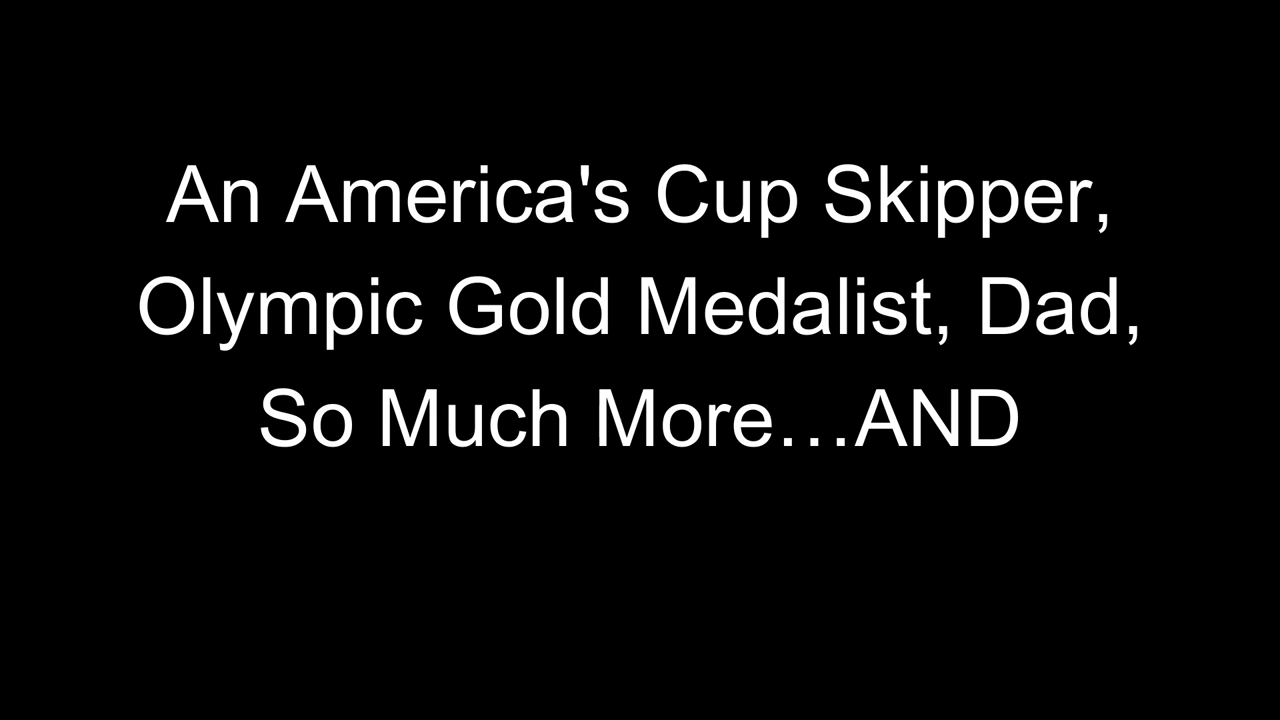 An America's Cup Skipper,
Olympic Gold Medalist, Dad,
So Much More…AND